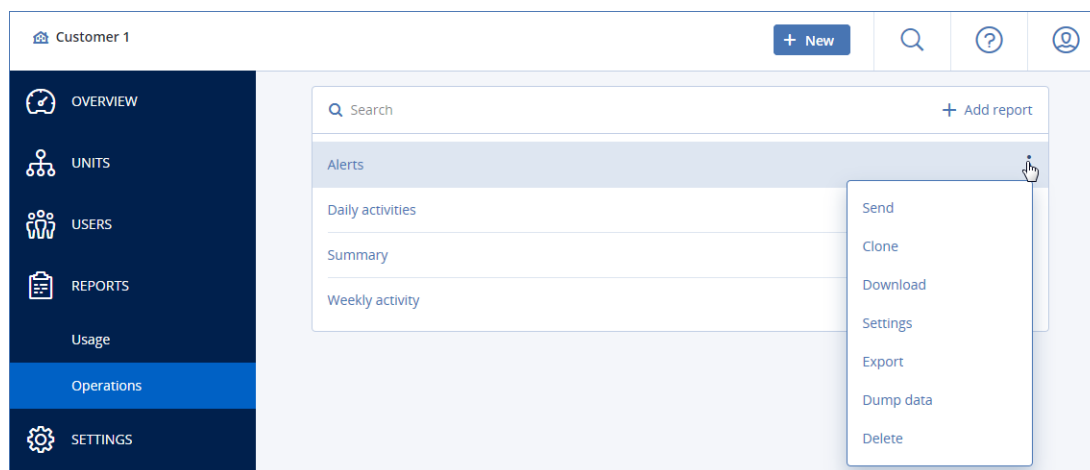 Customer 1
+ New
OVERVIEW
UNITS
USERS
REPORTS
Usage
Operations
SETTINGS
Search
+ Add report
Alerts
Daily activities
Summary
Weekly activity
Send
Clone
Download
Settings
Export
Dump data
Delete